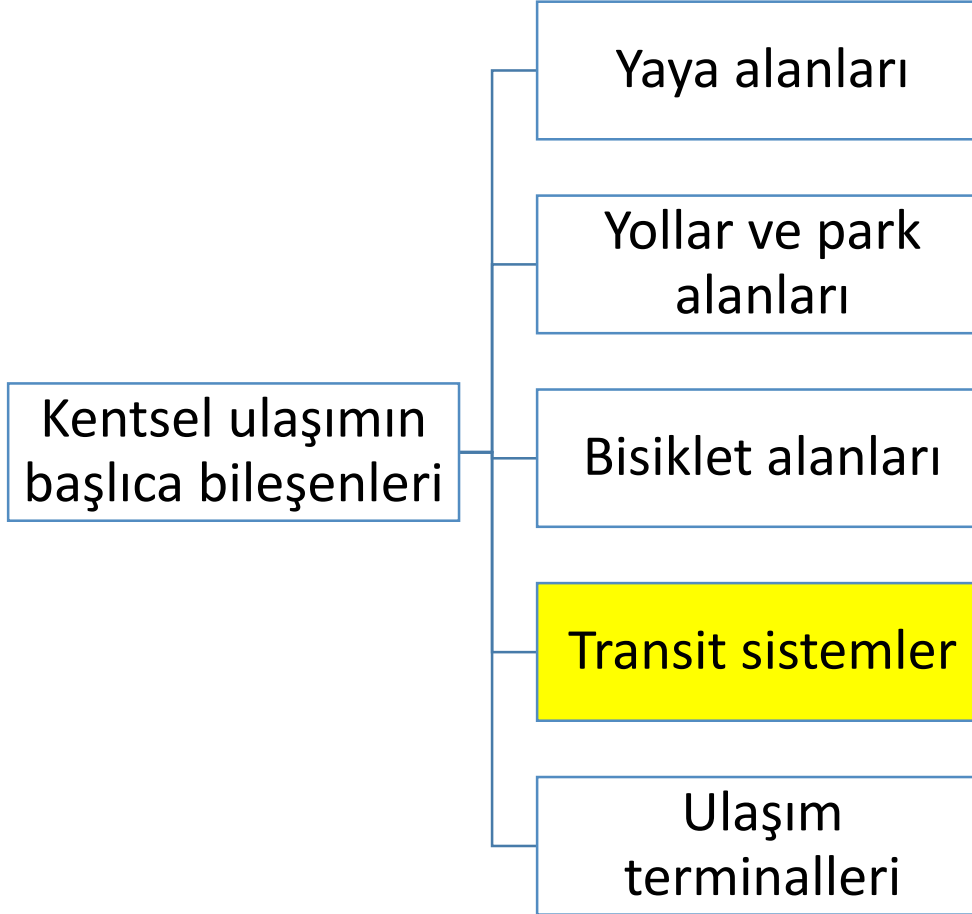 Yaya alanları
Yollar ve park
alanları
Kentsel ulaşımın
başlıca bileşenleri
Bisiklet alanları
Transit sistemler
Ulaşım
terminalleri